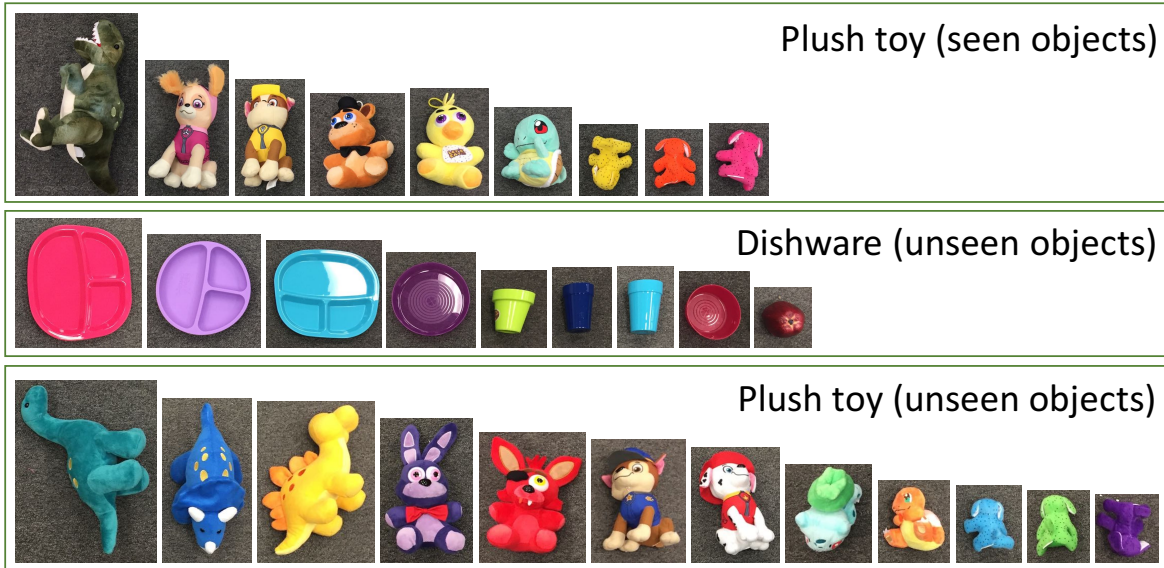 Plush toy (seen objects)
Dishware (unseen objects)
Plush toy (unseen objects)